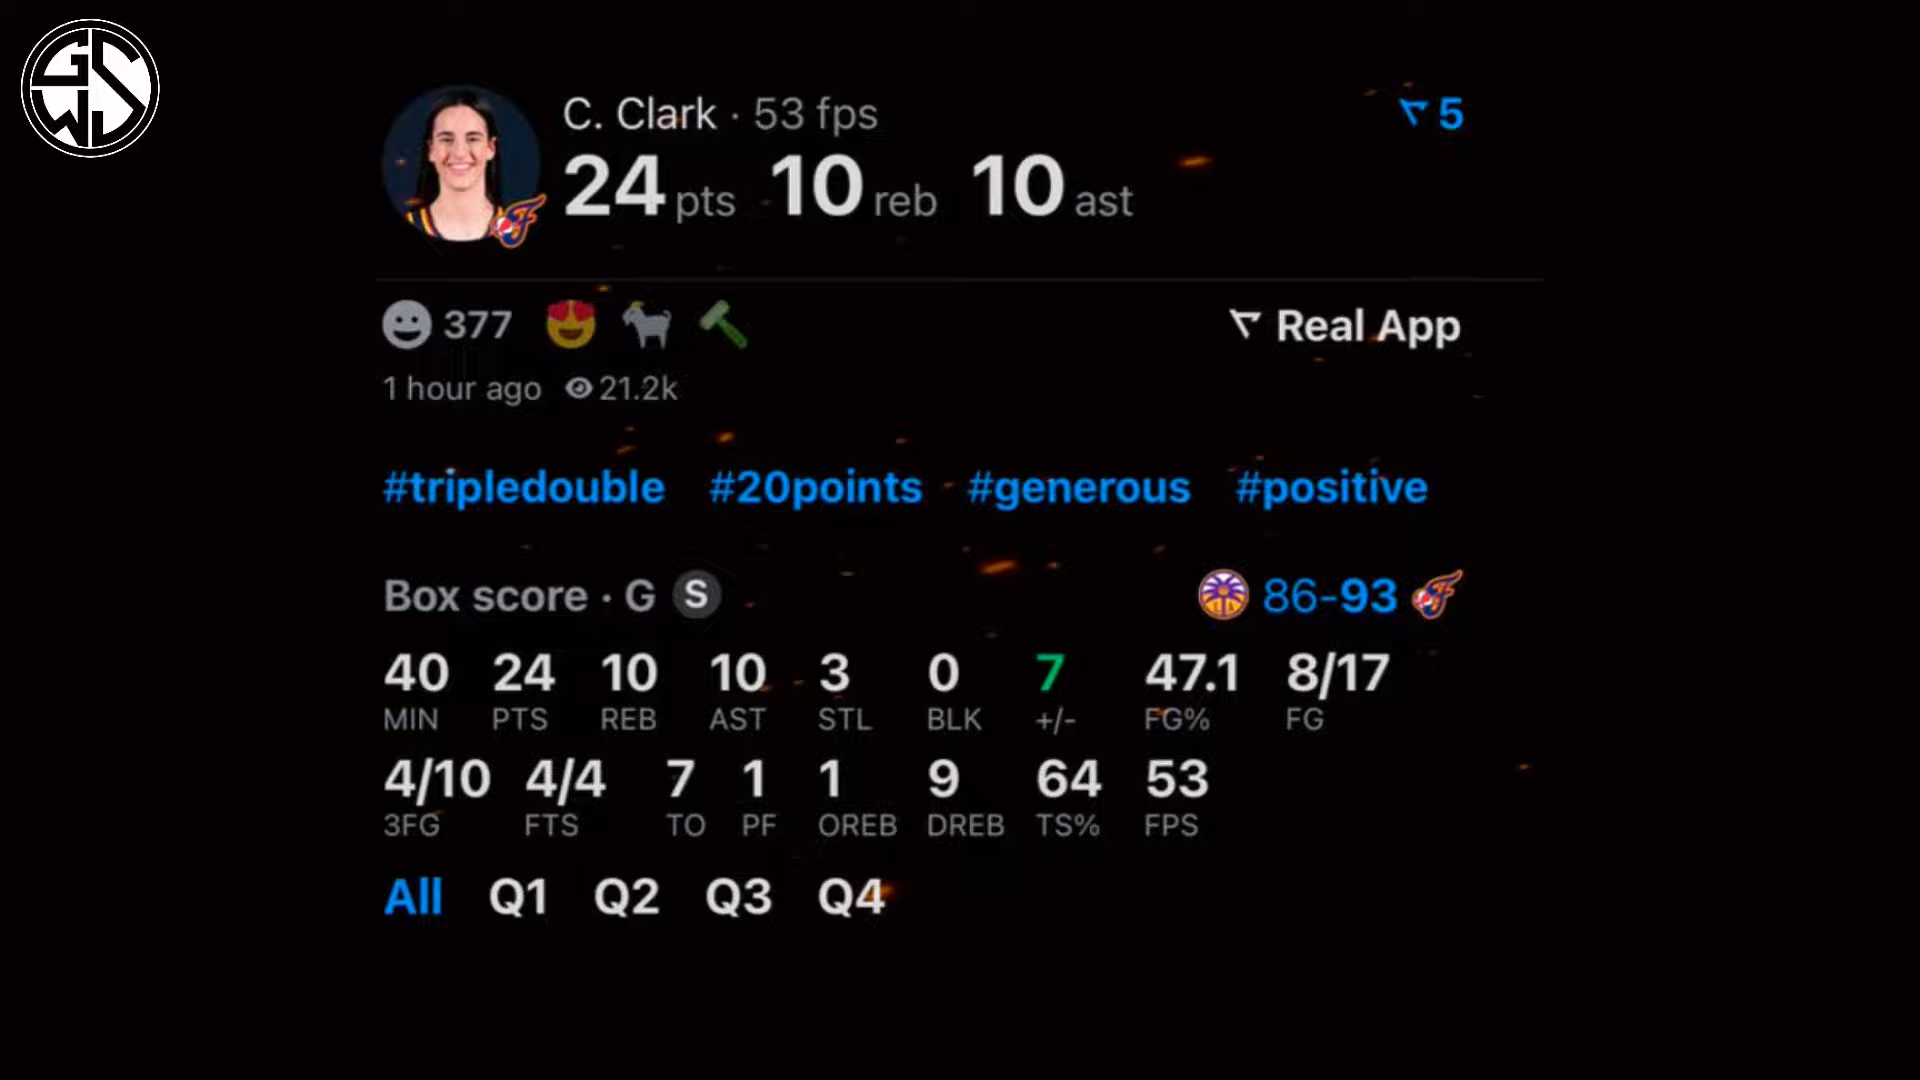 GS
WJ
C. Clark · 53 fps
5
24 pts 10 reb 10 ast
377
Real App
1 hour ago 21.2k
#tripledouble #20points #generous #positive
Box score · G S
86-93
40 24 10 10 3 0 7 47.1 8/17
MIN PTS REB AST STL BLK +/- FG% FG
4/10 4/4 7 1 1 9 64 53
3FG FTS TO PF OREB DREB TS% FPS
All Q1 Q2 Q3 Q4